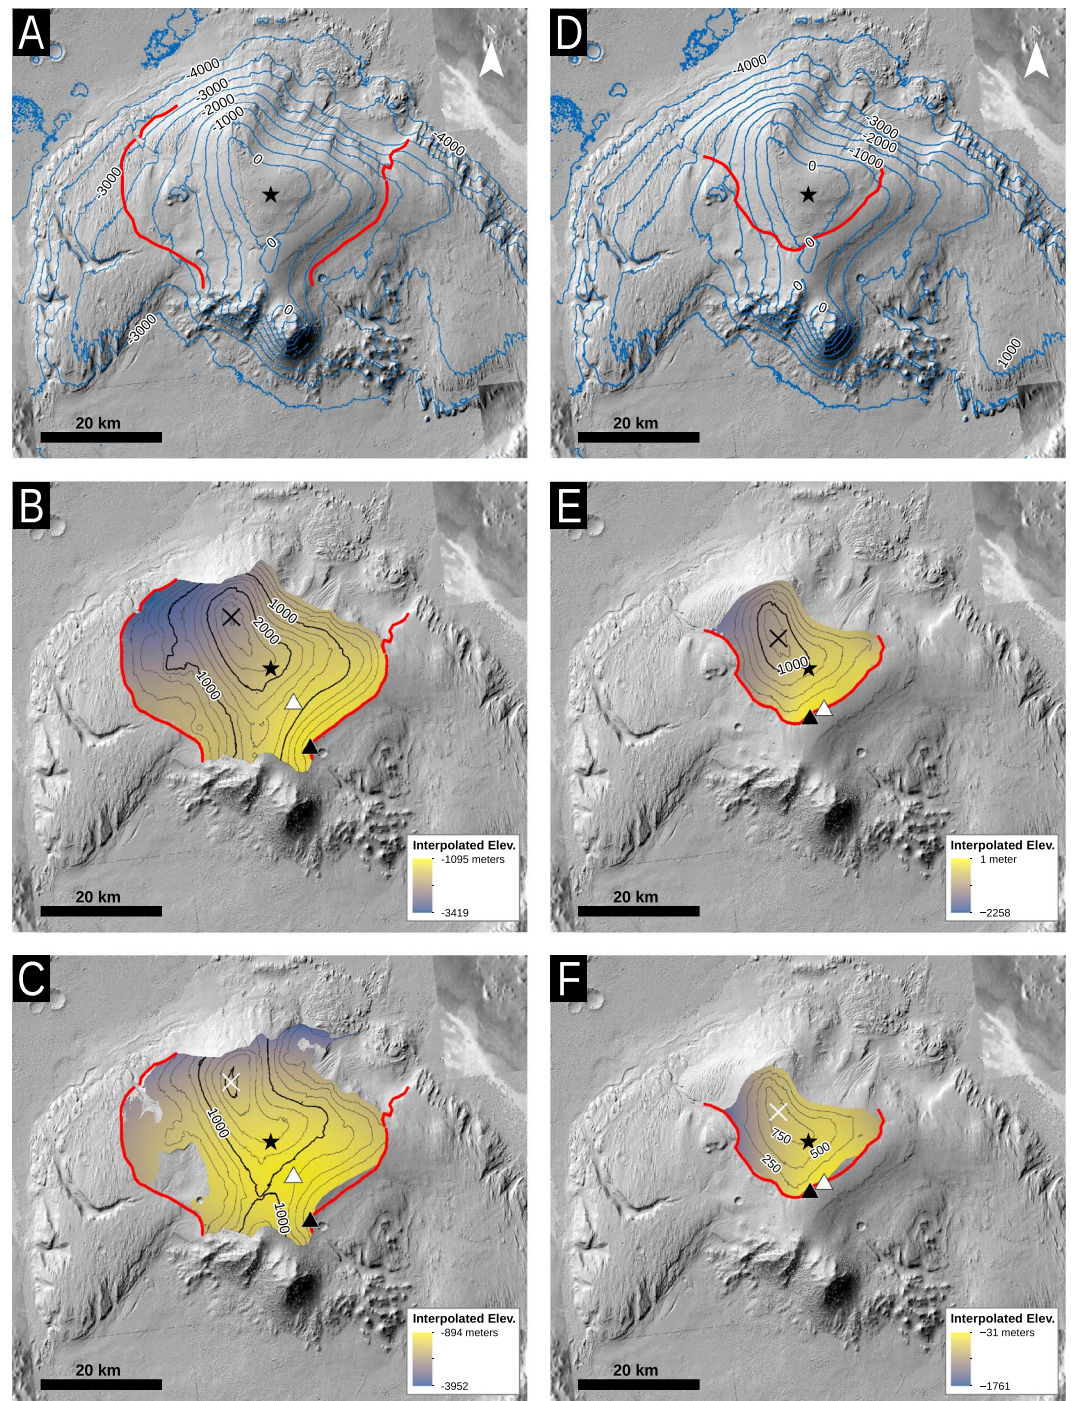 A
N
-4000
-3000
-2000
-1000
-4000
0
-3000
0
0
-3000
20 km
D
N
-4000
-3000
-2000
-1000
0
0
0
0
1000
20 km
B
1000
2000
1000
Interpolated Elev.
-1095 meters
-3419
20 km
E
1000
Interpolated Elev.
1 meter
−2258
20 km
C
1000
1000
Interpolated Elev.
-894 meters
-3952
20 km
F
750
500
250
Interpolated Elev.
−31 meters
−1761
20 km